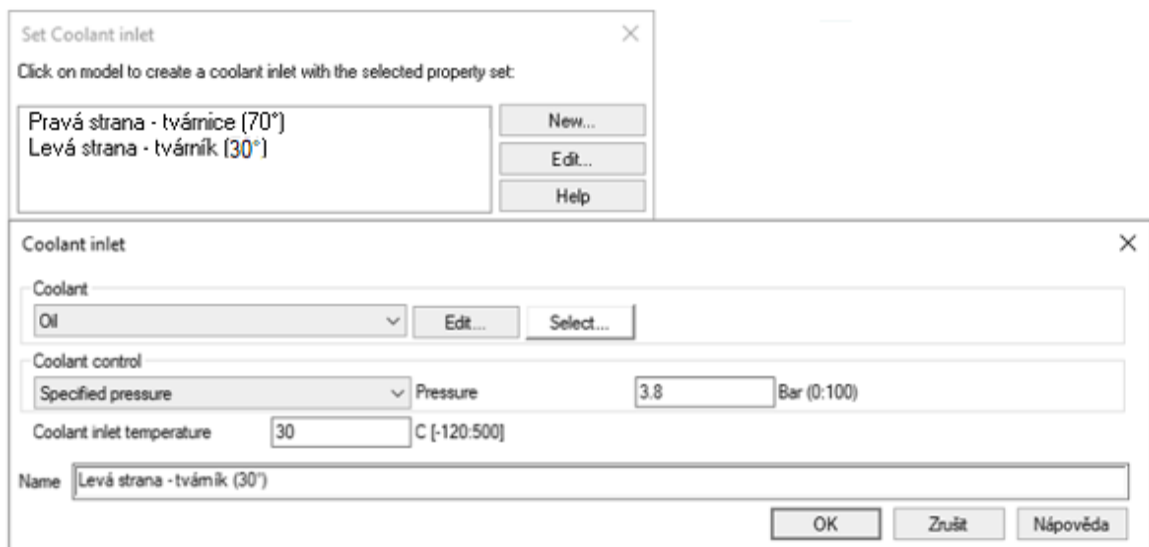 Set Coolant inlet
Click on model to create a coolant inlet with the selected property set:
Pravá strana - tvárnice (70°)
Levá strana - tvárník (30°)
New...
Edit...
Help
Coolant inlet
Coolant
Oil Edit... Select...
Coolant control
Specified pressure Pressure 3.8 Bar (0:100)
Coolant inlet temperature 30 C [-120:500]
Name Levá strana - tvárník (30°)
OK Zrušit Nápověda